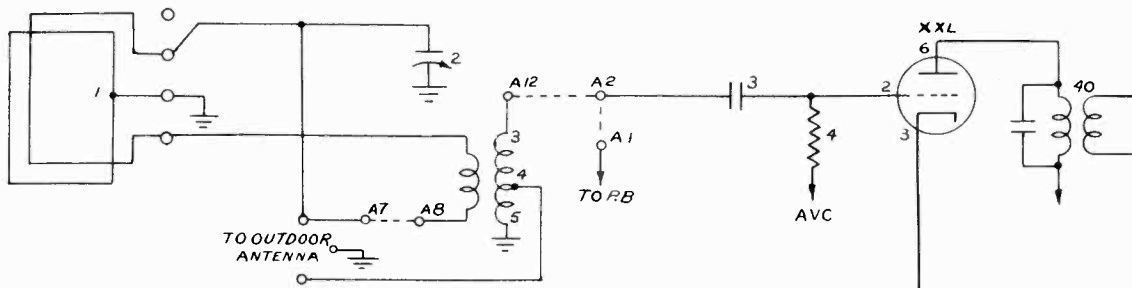 XXL
6
2
A12
A2
3
2
40
1
3
3
4
A1
4
TO P.B
5
AVC
A7
A8
TO OUTDOOR
ANTENNA